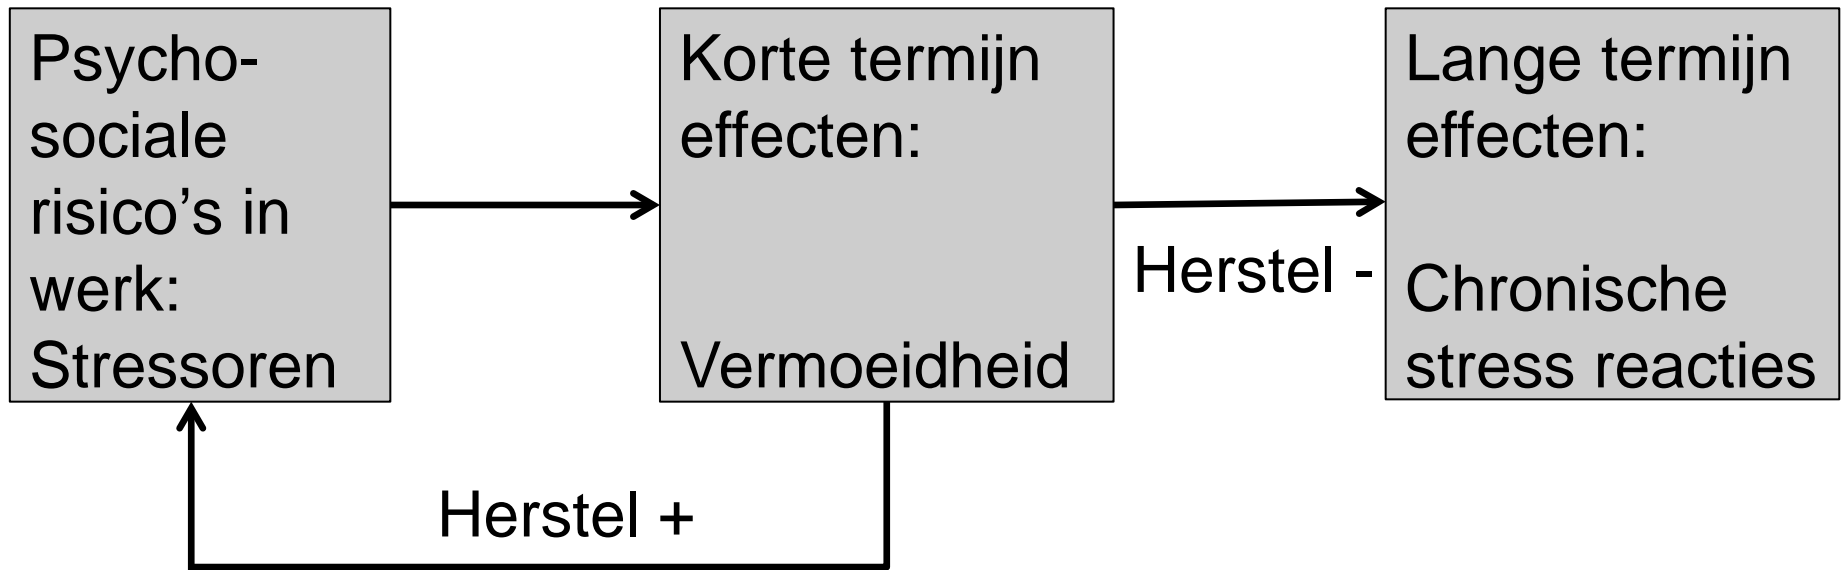 Psycho-
sociale
risico’s in
werk:
Stressoren
Korte termijn
effecten:
Vermoeidheid
Herstel -
Lange termijn
effecten:
Chronische
stress reacties
Herstel +